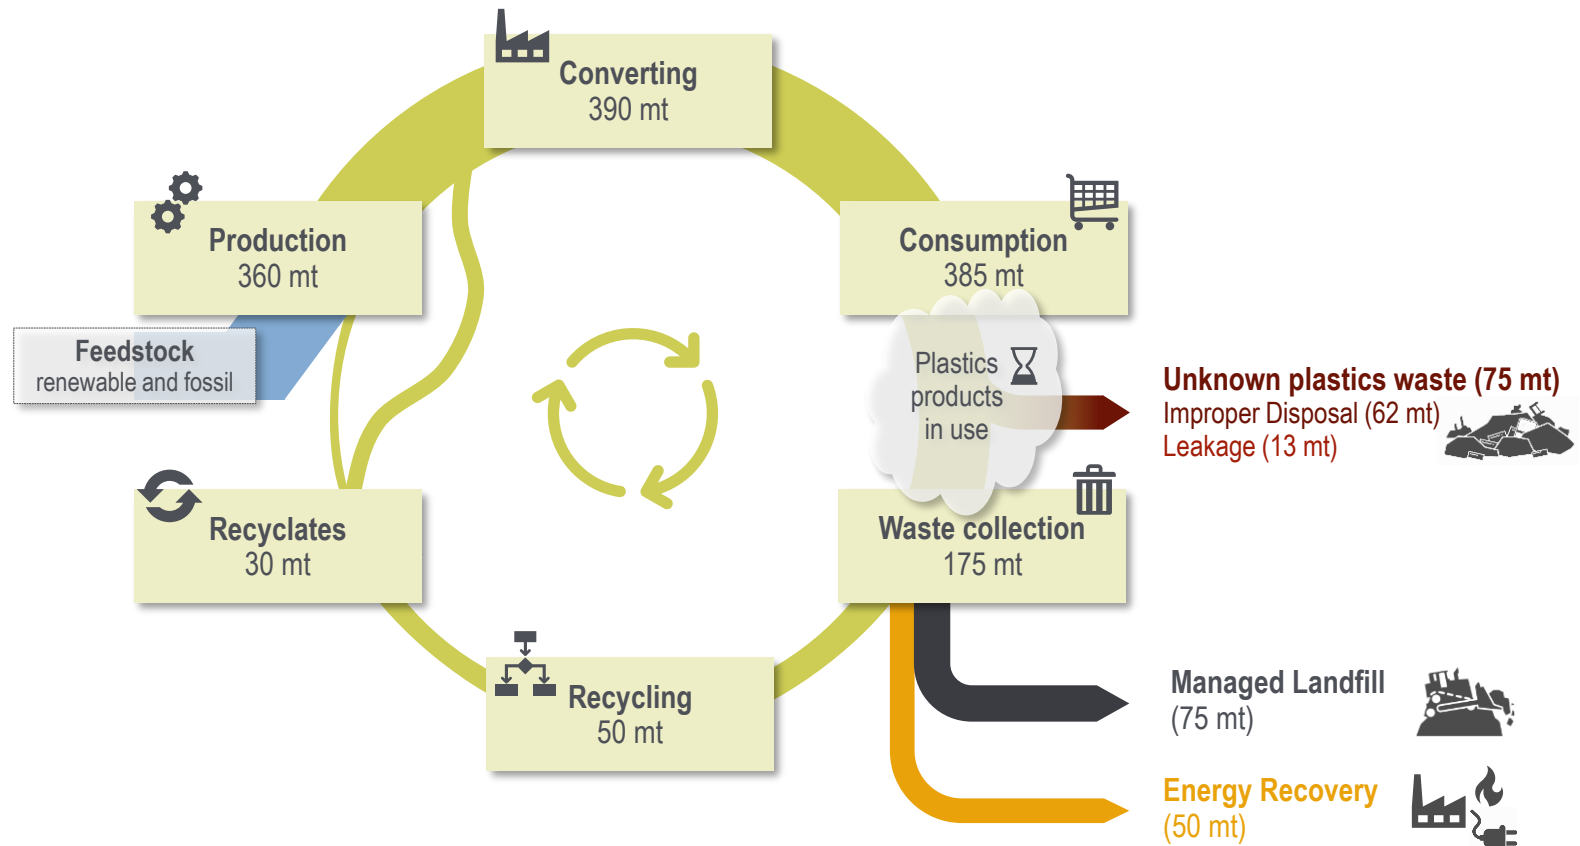 Converting
390 mt
Production
360 mt
Consumption
385 mt
Feedstock
renewable and fossil
Plastics
products
in use
Unknown plastics waste (75 mt)
Improper Disposal (62 mt)
Leakage (13 mt)
Recyclates
30 mt
Waste collection
175 mt
Recycling
50 mt
Managed Landfill
(75 mt)
Energy Recovery
(50 mt)